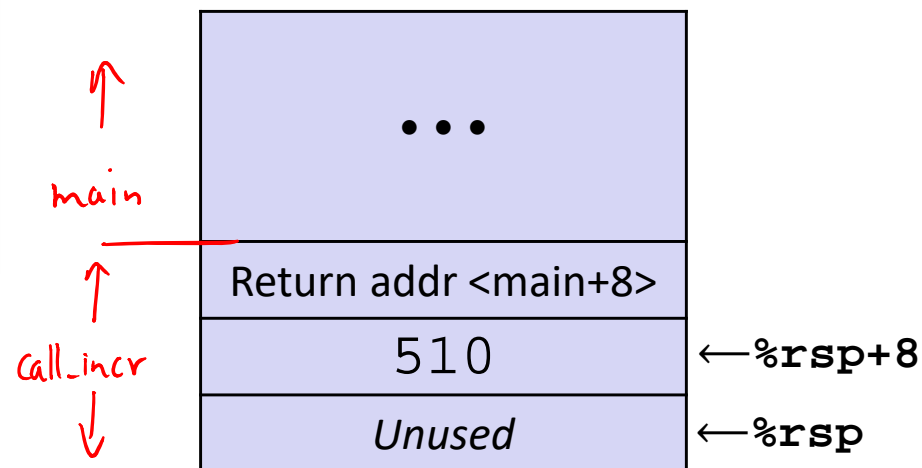 •••
main
Return addr <main+8>
call_incr
510 ←%rsp+8
Unused ←%rsp